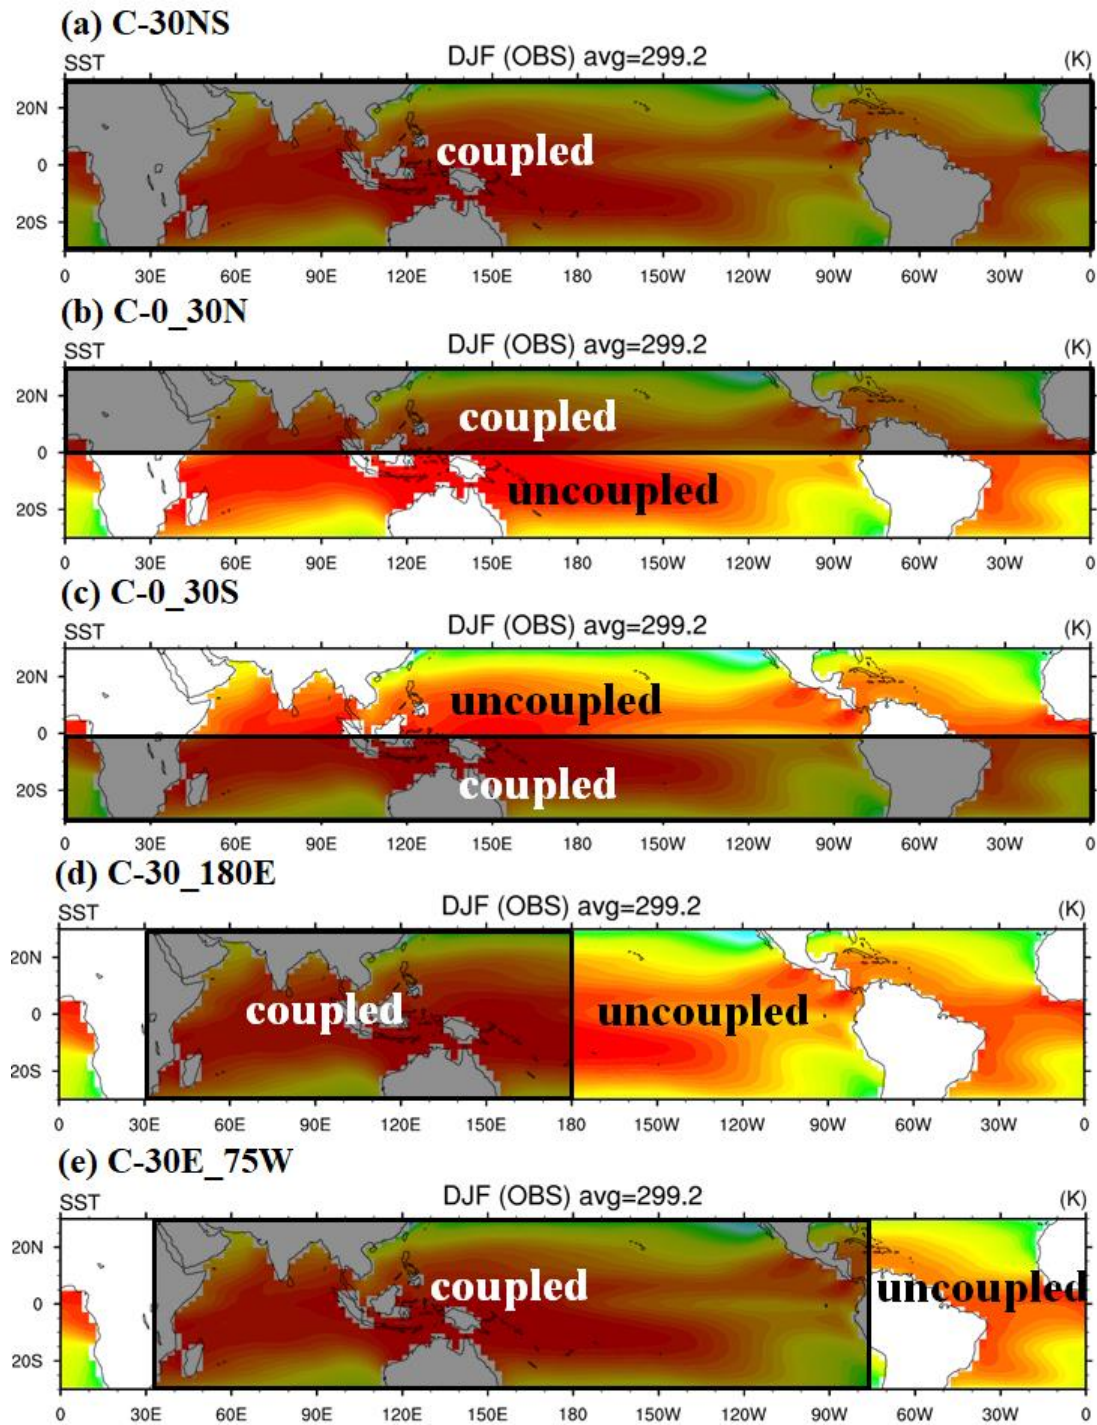 (a) C-30NS
SST DJF (OBS) avg=299.2 (K)
20N
coupled
0
20S
0 30E 60E 90E 120E 150E 180 150W 120W 90W 60W 30W 0
(b) C-0_30N
SST DJF (OBS) avg=299.2 (K)
20N
coupled
0
uncoupled
20S
0 30E 60E 90E 120E 150E 180 150W 120W 90W 60W 30W 0
(c) C-0_30S
SST DJF (OBS) avg=299.2 (K)
20N
uncoupled
0
coupled
20S
0 30E 60E 90E 120E 150E 180 150W 120W 90W 60W 30W 0
(d) C-30_180E
SST DJF (OBS) avg=299.2 (K)
20N
0 coupled uncoupled
20S
0 30E 60E 90E 120E 150E 180 150W 120W 90W 60W 30W 0
(e) C-30E_75W
SST DJF (OBS) avg=299.2 (K)
20N
coupled uncoupled
0
20S
0 30E 60E 90E 120E 150E 180 150W 120W 90W 60W 30W 0